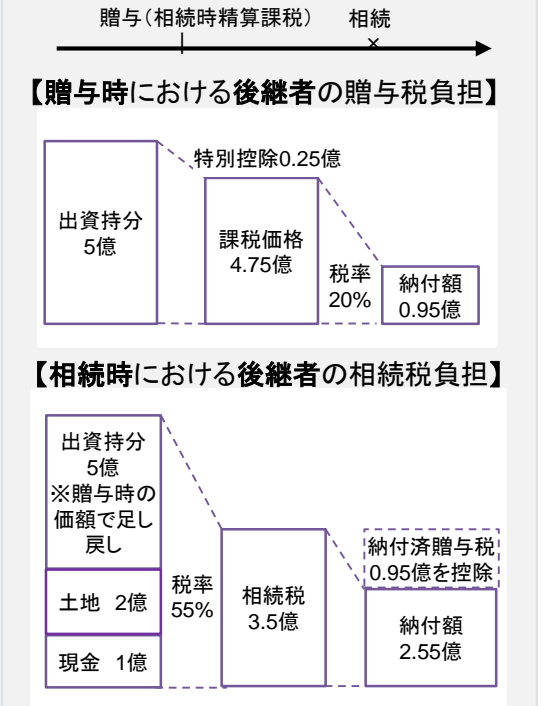 贈与(相続時精算課税)　相続
×
【贈与時における後継者の贈与税負担】
特別控除0.25億
出資持分
5億
課税価格
4.75億
税率
20%
納付額
0.95億
【相続時における後継者の相続税負担】
出資持分
5億
※贈与時の
価額で足し
戻し
土地　2億
現金　1億
税率
55%
相続税
3.5億
納付済贈与税
0.95億を控除
納付額
2.55億